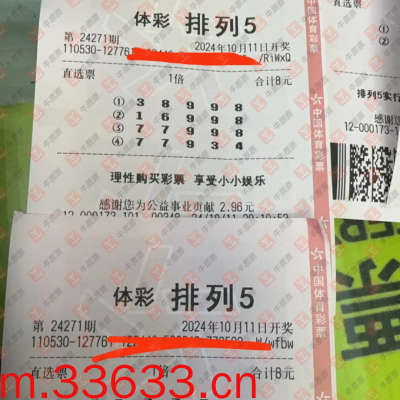 体彩 排列5
第 24271期 2024年10月11日开奖
110530-127761 /RiWxQ
直选票 1倍 合计8元
① 3 8 9 9 8
② 1 6 9 9 8
③ 7 7 9 9 8
④ 7 7 9 3 4
理性购买彩票 享受小小娱乐
感谢您为公益事业贡献 2.96元
中国体育彩票
排列5实行
感谢您
12-000173-1
体彩 排列5
第 24271期 2024年10月11日开奖
110530-127761 /wfbw
直选票 1倍 合计8元
中国体育彩票
m.33633.cn